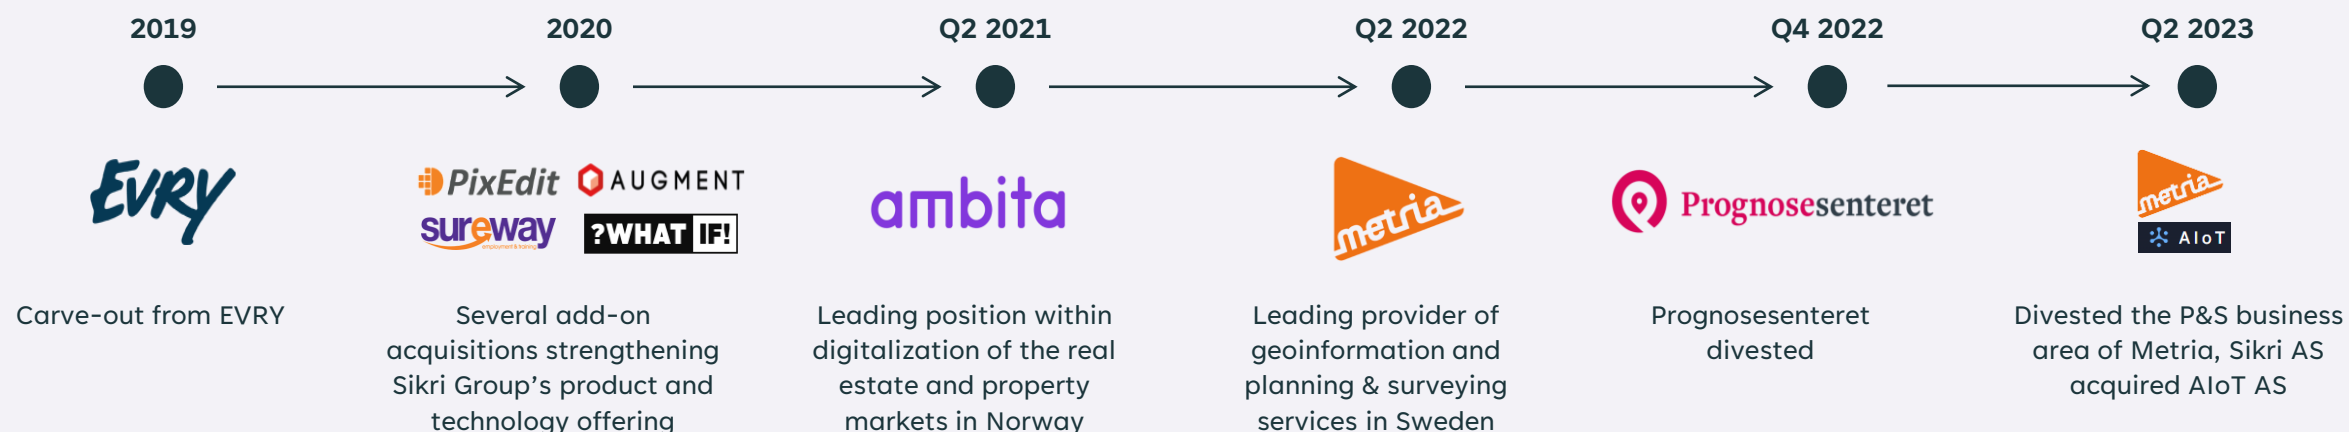 2019
2020
Q2 2021
Q2 2022
Q4 2022
Q2 2023
EVRY
PixEdit
AUGMENT
sureway
employment & training
?WHAT IF!
ambita
metria
Prognosesenteret
metria
AIoT
Carve-out from EVRY
Several add-on
acquisitions strengthening
Sikri Group's product and
technology offering
Leading position within
digitalization of the real
estate and property
markets in Norway
Leading provider of
geoinformation and
planning & surveying
services in Sweden
Prognosesenteret
divested
Divested the P&S business
area of Metria, Sikri AS
acquired AIoT AS